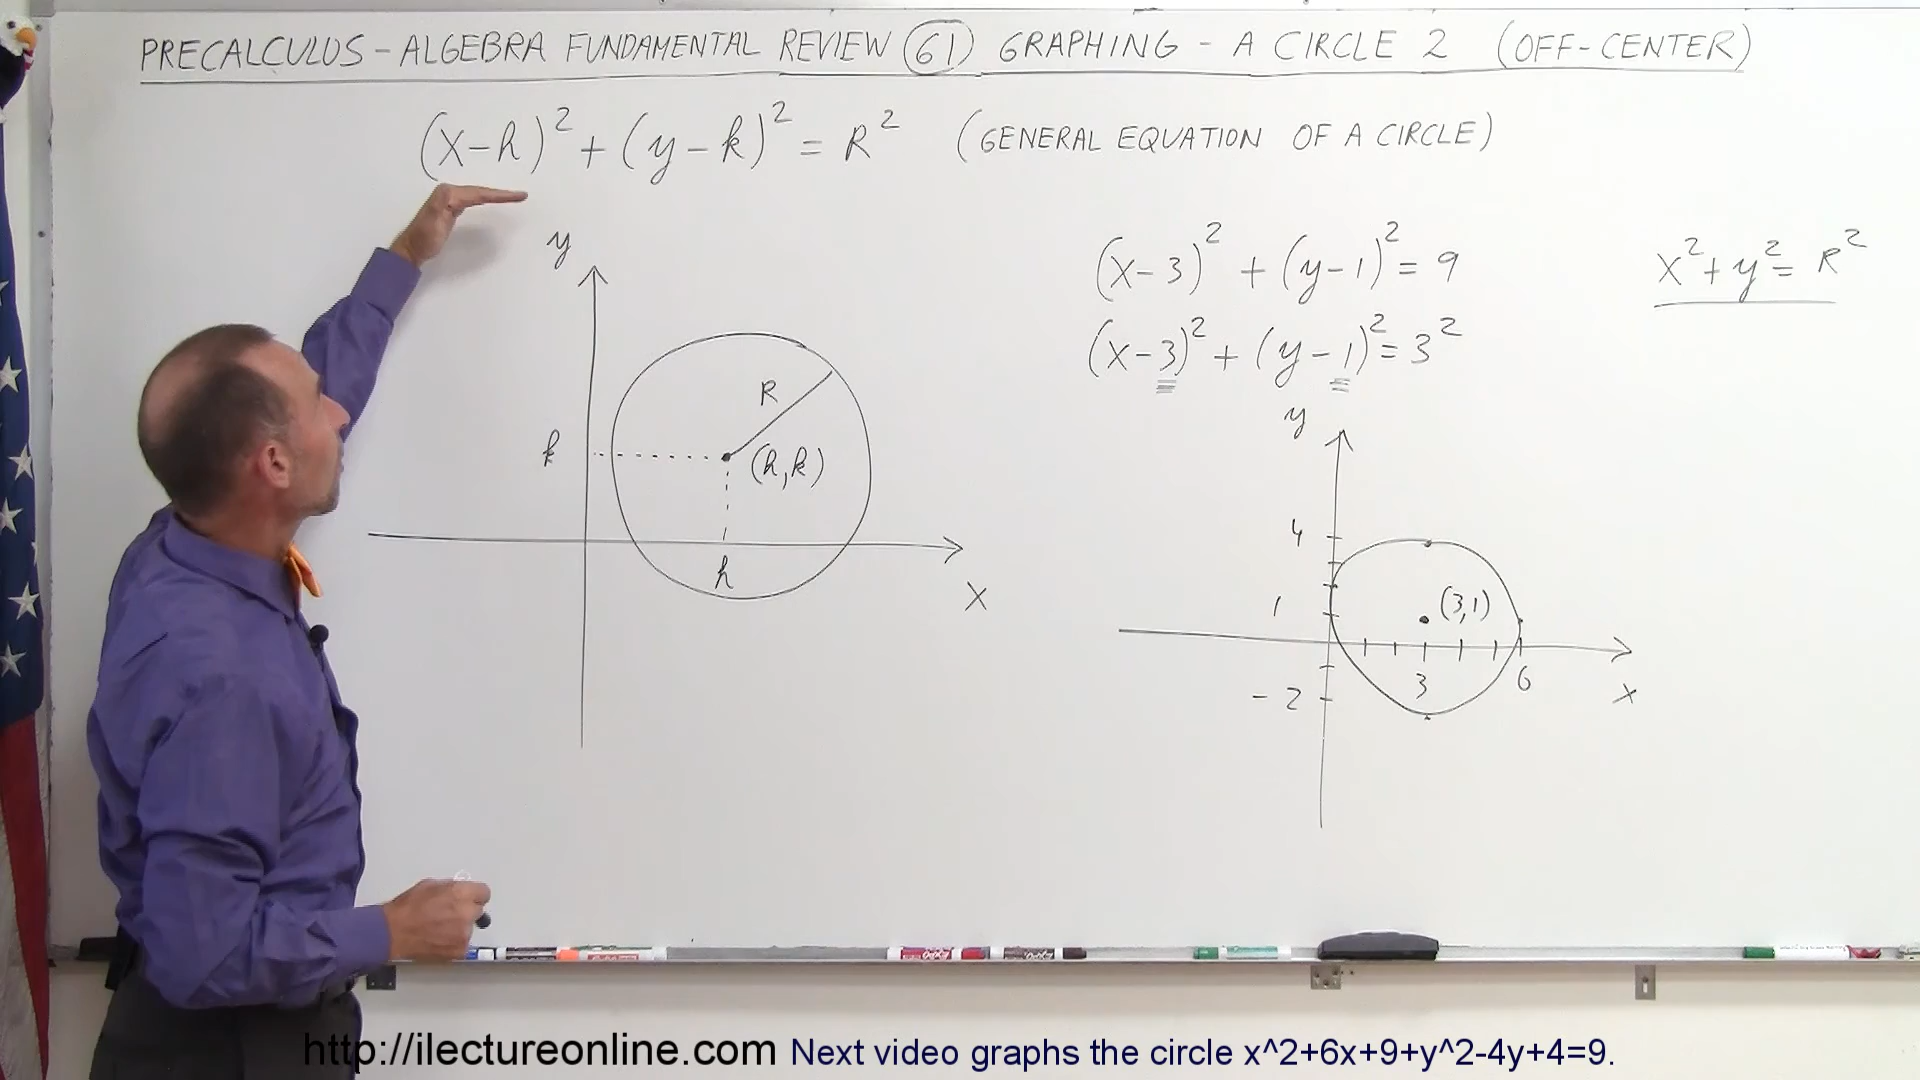 PRECALCULUS - ALGEBRA FUNDAMENTAL REVIEW 61 GRAPHING - A CIRCLE 2 (OFF-CENTER)
(x-h)² + (y-k)² = R² (GENERAL EQUATION OF A CIRCLE)
y
R
k
(h,k)
h
x
(x-3)² + (y-1)² = 9
(x-3)² + (y-1)² = 3²
x² + y² = R²
y
4
1
(3,1)
3
6
-2
x
http://ilectureonline.com Next video graphs the circle x^2+6x+9+y^2-4y+4=9.